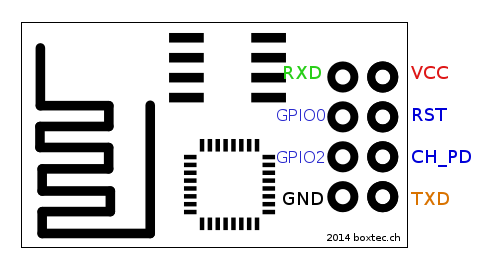 RXD VCC
GPIO0 RST
GPIO2 CH_PD
GND TXD
2014 boxtec.ch